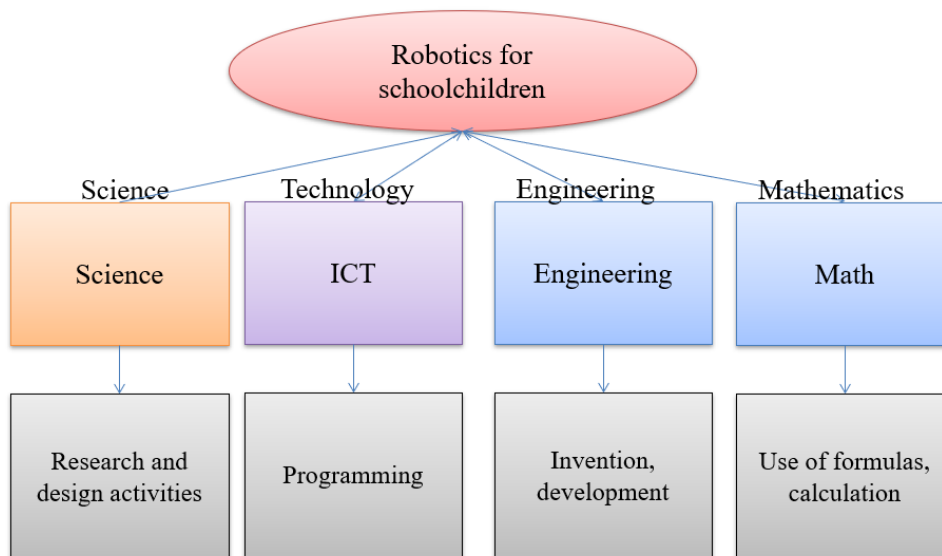 Robotics for
schoolchildren
Science
Technology
Engineering
Mathematics
Science
ICT
Engineering
Math
Research and
design activities
Programming
Invention,
development
Use of formulas,
calculation